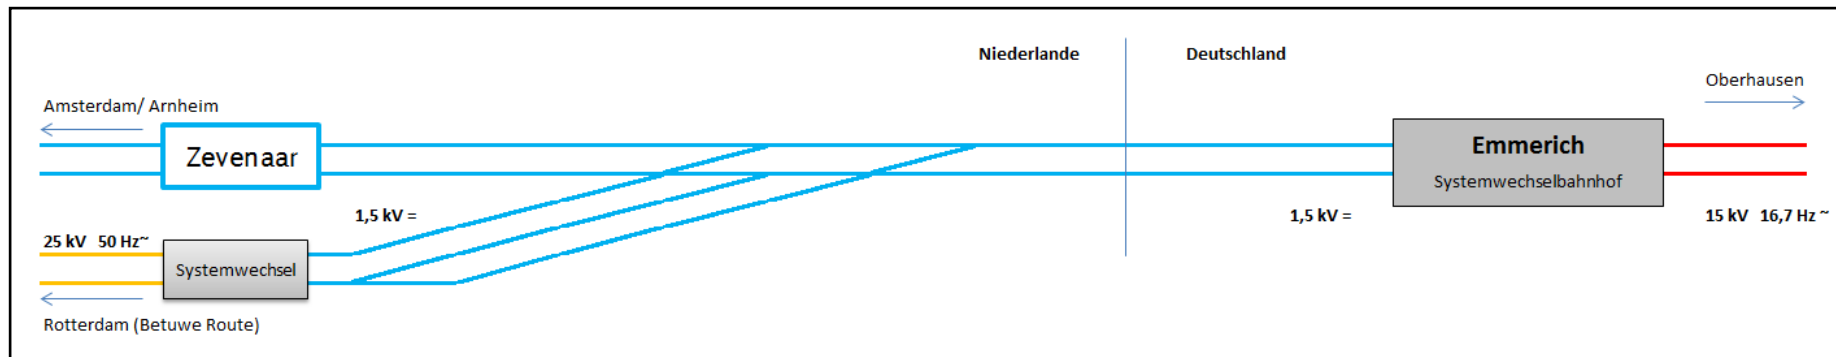 Niederlande
Deutschland
Oberhausen
Amsterdam/ Arnheim
Zevenaar
Emmerich
Systemwechselbahnhof
1,5 kV =
1,5 kV =
15 kV 16,7 Hz ~
25 kV 50 Hz~
Systemwechsel
Rotterdam (Betuwe Route)